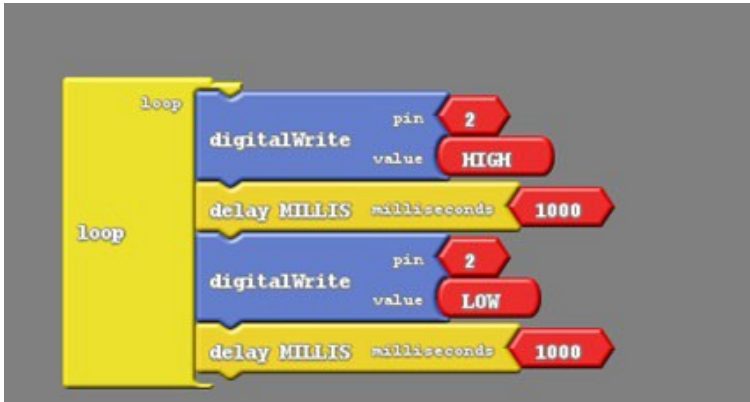 loop
digitalWrite pin 2
value HIGH
delay MILLIS milliseconds 1000
loop
digitalWrite pin 2
value LOW
delay MILLIS milliseconds 1000